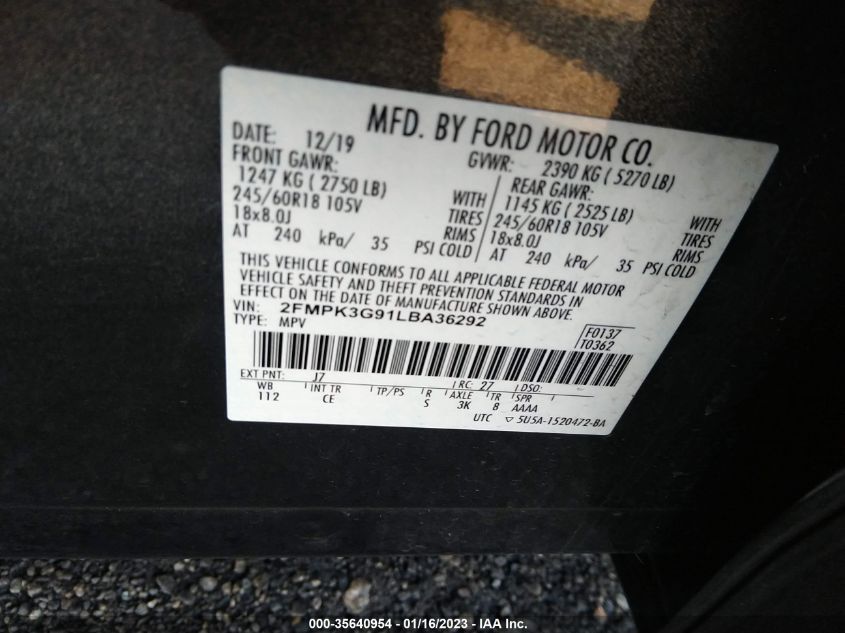 MFD. BY FORD MOTOR CO.
DATE: 12/19 GVWR: 2390 KG ( 5270 LB)
FRONT GAWR: REAR GAWR:
1247 KG ( 2750 LB) WITH 1145 KG ( 2525 LB) WITH
245/60R18 105V TIRES 245/60R18 105V TIRES
18x8.0J RIMS 18x8.0J RIMS
AT 240 kPa/ 35 PSI COLD AT 240 kPa/ 35 PSI COLD
THIS VEHICLE CONFORMS TO ALL APPLICABLE FEDERAL MOTOR
VEHICLE SAFETY AND THEFT PREVENTION STANDARDS IN
EFFECT ON THE DATE OF MANUFACTURE SHOWN ABOVE.
VIN: 2FMPK3G91LBA36292
TYPE: MPV
F0137
T0362
EXT PNT: J7 RC: 27 DSO:
WB INT TR TP/PS R AXLE TR SPR
112 CE S 3K 8 AAAA
UTC ▽ 5U5A-1520472-BA
000-35640954 - 01/16/2023 - IAA Inc.